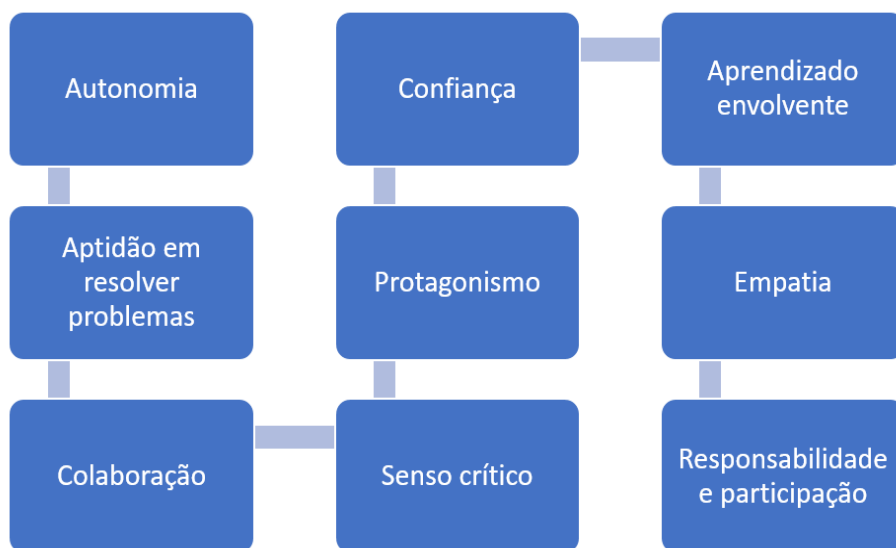 Autonomia
Aptidão em
resolver
problemas
Colaboração
Senso crítico
Protagonismo
Confiança
Aprendizado
envolvente
Empatia
Responsabilidade
e participação